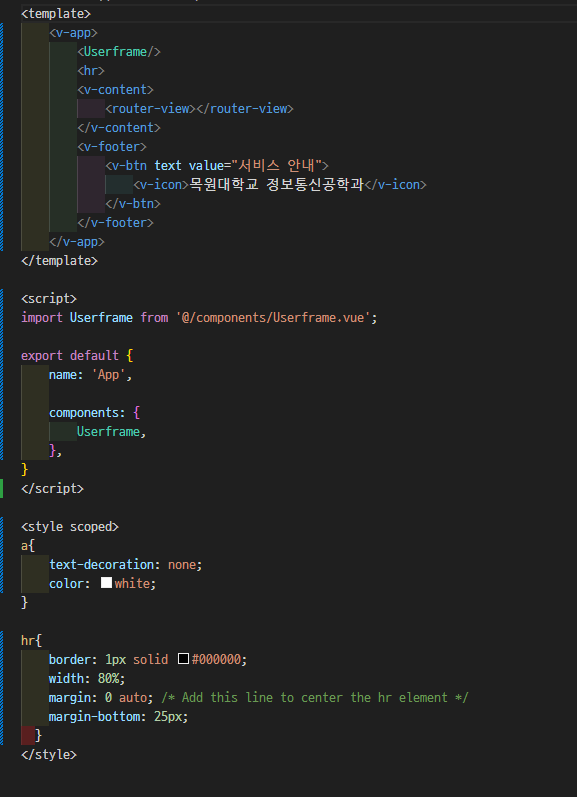 <template>
    <v-app>
        <Userframe/>
        <hr>
        <v-content>
            <router-view></router-view>
        </v-content>
        <v-footer>
            <v-btn text value="서비스 안내">
                <v-icon>목원대학교 정보통신공학과</v-icon>
            </v-btn>
        </v-footer>
    </v-app>
</template>

<script>
import Userframe from '@/components/Userframe.vue';

export default {
    name: 'App',

    components: {
        Userframe,
    },
}
</script>

<style scoped>
a{
    text-decoration: none;
    color: white;
}

hr{
    border: 1px solid #000000;
    width: 80%;
    margin: 0 auto; /* Add this line to center the hr element */
    margin-bottom: 25px;
  }
</style>